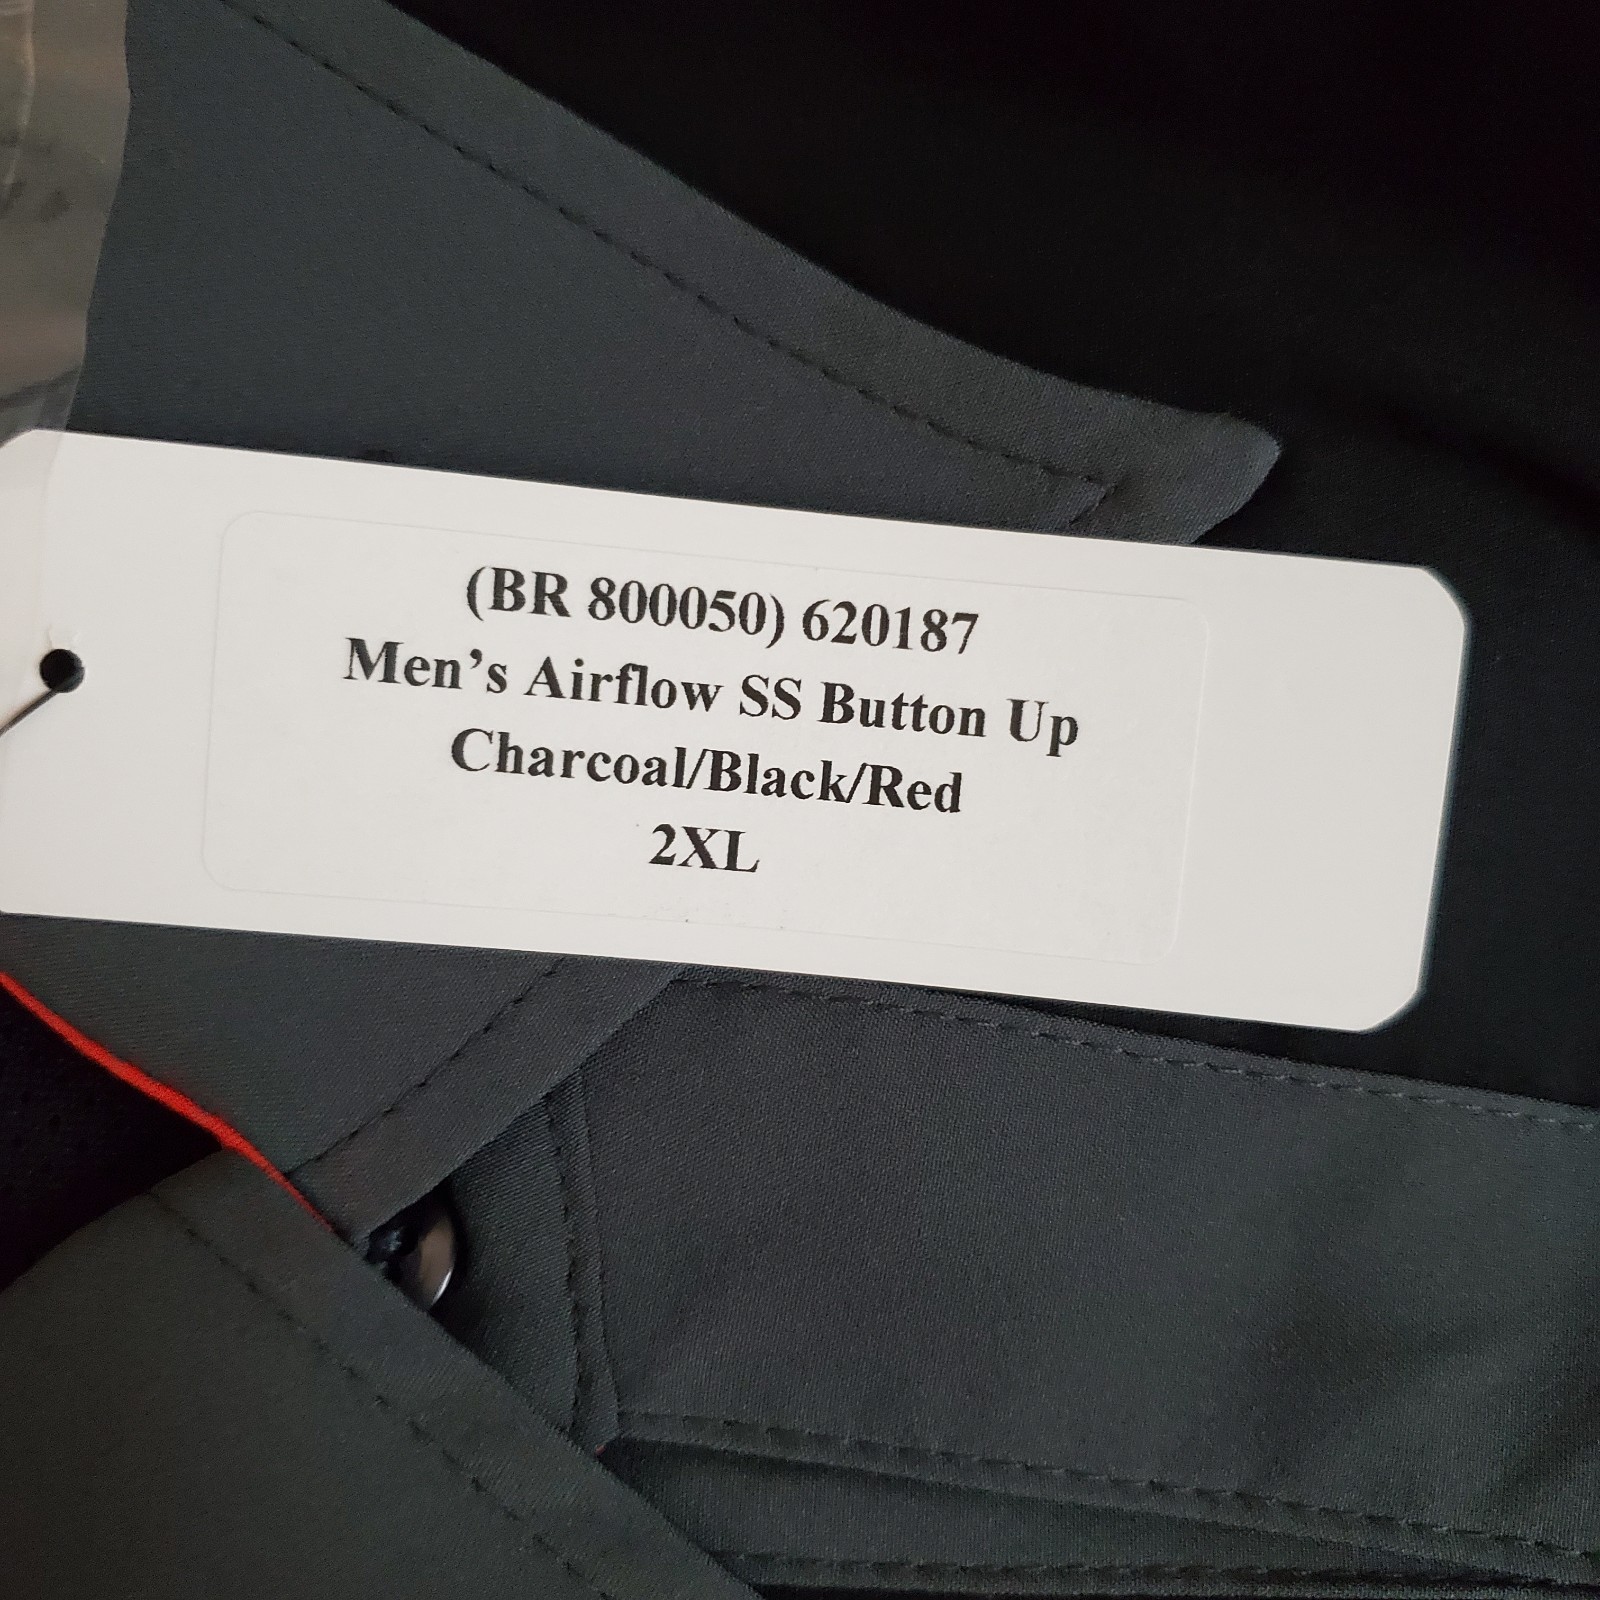 (BR 800050) 620187
Men’s Airflow SS Button Up
Charcoal/Black/Red
2XL